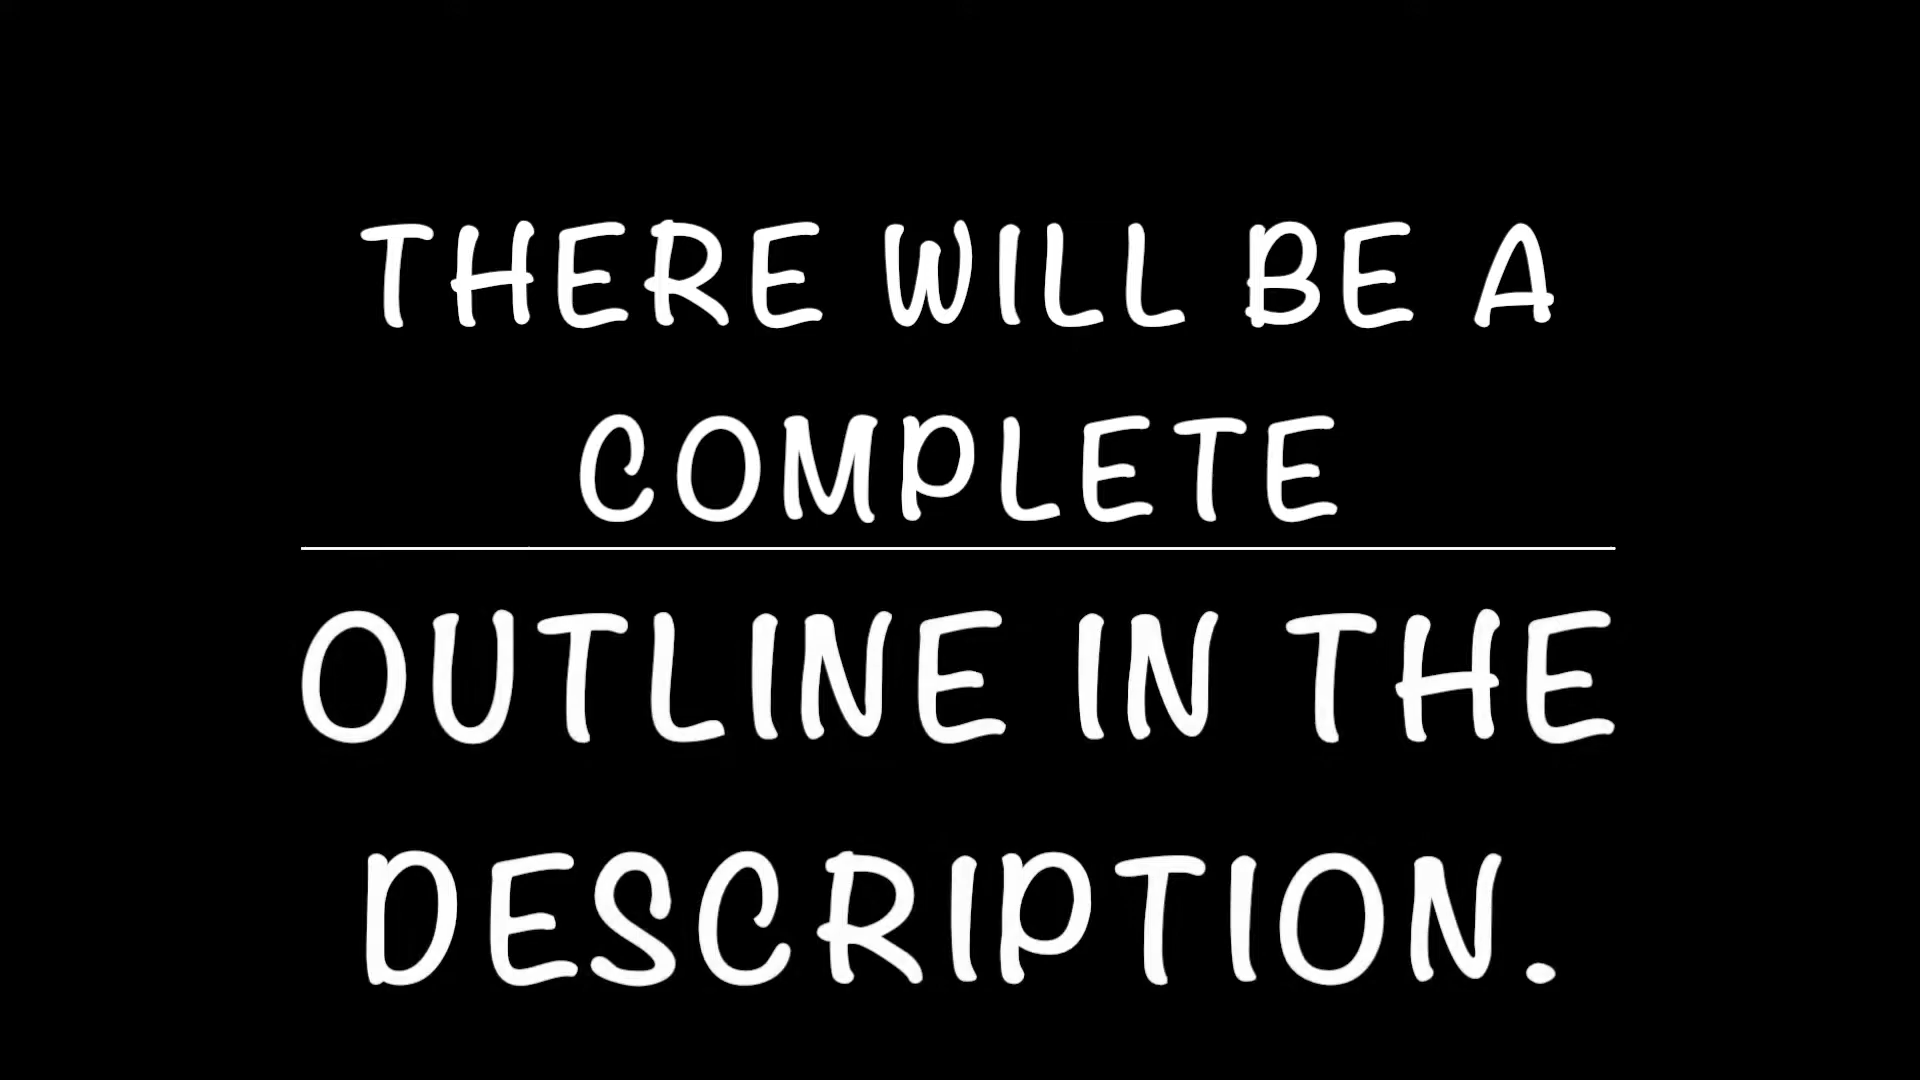 THERE WILL BE A
COMPLETE
OUTLINE IN THE
DESCRIPTION.